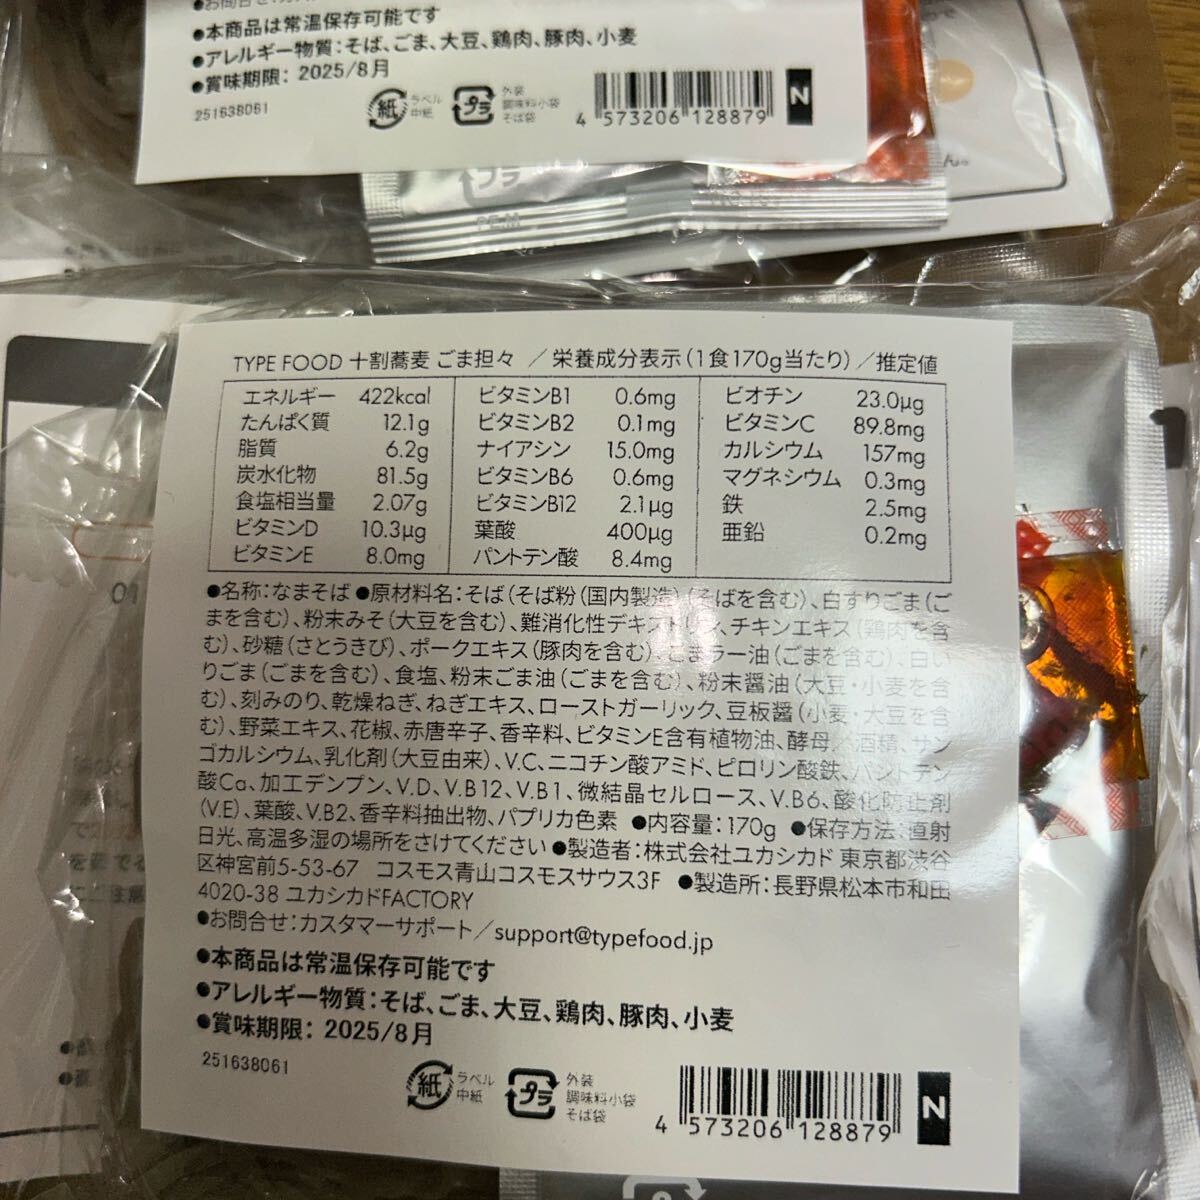 ●本商品は常温保存可能です
●アレルギー物質：そば、ごま、大豆、鶏肉、豚肉、小麦
●賞味期限： 2025/8月
251638061
紙 ラベル 中紙
プラ 外装 調味料小袋 そば袋
4 573206 128879
N
プラ
TYPE FOOD 十割蕎麦 ごま担々 ／栄養成分表示（1食170g当たり）／推定値
エネルギー 422kcal ビタミンB1 0.6mg ビオチン 23.0μg
たんぱく質 12.1g ビタミンB2 0.1mg ビタミンC 89.8mg
脂質 6.2g ナイアシン 15.0mg カルシウム 157mg
炭水化物 81.5g ビタミンB6 0.6mg マグネシウム 0.3mg
食塩相当量 2.07g ビタミンB12 2.1μg 鉄 2.5mg
ビタミンD 10.3μg 葉酸 400μg 亜鉛 0.2mg
ビタミンE 8.0mg パントテン酸 8.4mg
●名称：なまそば ●原材料名：そば（そば粉（国内製造）（そばを含む）、白すりごま（ご
まを含む）、粉末みそ（大豆を含む）、難消化性デキストリン、チキンエキス（鶏肉を含
む）、砂糖（さとうきび）、ポークエキス（豚肉を含む）、ごまラー油（ごまを含む）、白い
りごま（ごまを含む）、食塩、粉末ごま油（ごまを含む）、粉末醤油（大豆・小麦を含
む）、刻みのり、乾燥ねぎ、ねぎエキス、ローストガーリック、豆板醤（小麦・大豆を含
む）、野菜エキス、花椒、赤唐辛子、香辛料、ビタミンE含有植物油、酵母／酒精、サン
ゴカルシウム、乳化剤（大豆由来）、V.C、ニコチン酸アミド、ピロリン酸鉄、パントテン
酸Ca、加工デンプン、V.D、V.B12、V.B1、微結晶セルロース、V.B6、酸化防止剤
（V.E）、葉酸、V.B2、香辛料抽出物、パプリカ色素 ●内容量：170g ●保存方法：直射
日光、高温多湿の場所をさけてください ●製造者：株式会社ユカシカド 東京都渋谷
区神宮前5-53-67 コスモス青山コスモスサウス3F ●製造所：長野県松本市和田
4020-38 ユカシカドFACTORY
●お問合せ：カスタマーサポート／support@typefood.jp
●本商品は常温保存可能です
●アレルギー物質：そば、ごま、大豆、鶏肉、豚肉、小麦
●賞味期限： 2025/8月
251638061
紙 ラベル 中紙
プラ 外装 調味料小袋 そば袋
4 573206 128879
N